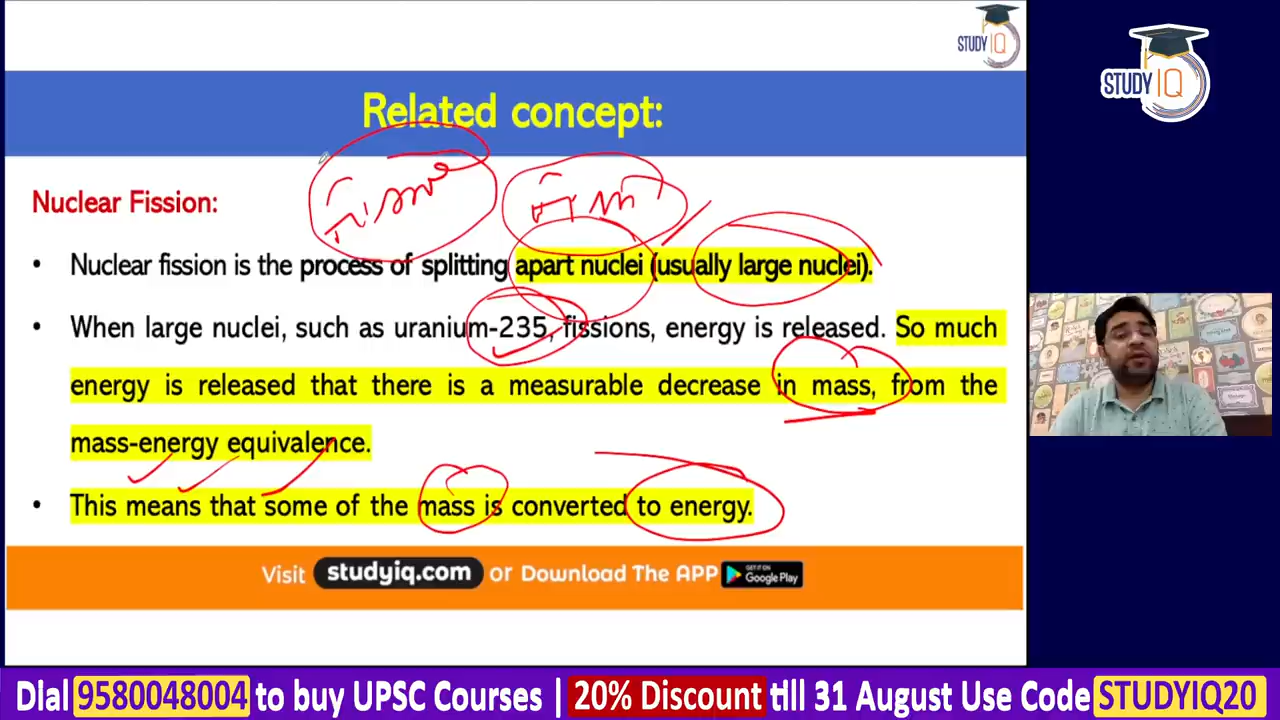 STUDY IQ
STUDY IQ
Related concept:
Nuclear Fission:
• Nuclear fission is the process of splitting apart nuclei (usually large nuclei).
• When large nuclei, such as uranium-235, fissions, energy is released. So much
energy is released that there is a measurable decrease in mass, from the
mass-energy equivalence.
• This means that some of the mass is converted to energy.
Visit studyiq.com or Download The APP GET IT ON Google Play
Dial 9580048004 to buy UPSC Courses | 20% Discount till 31 August Use Code STUDYIQ20